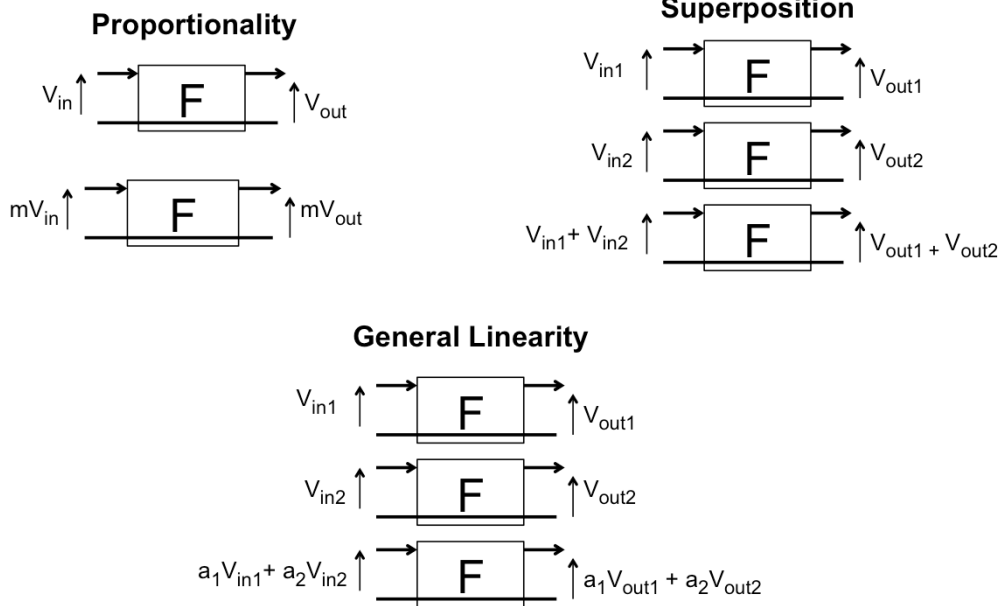 Proportionality
V_in F V_out
mV_in F mV_out
Superposition
V_in1 F V_out1
V_in2 F V_out2
V_in1 + V_in2 F V_out1 + V_out2
General Linearity
V_in1 F V_out1
V_in2 F V_out2
a_1V_in1 + a_2V_in2 F a_1V_out1 + a_2V_out2